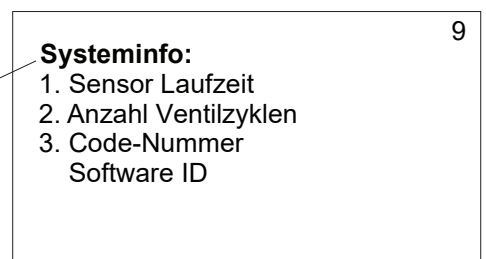 9
Systeminfo:
1. Sensor Laufzeit
2. Anzahl Ventilzyklen
3. Code-Nummer
Software ID